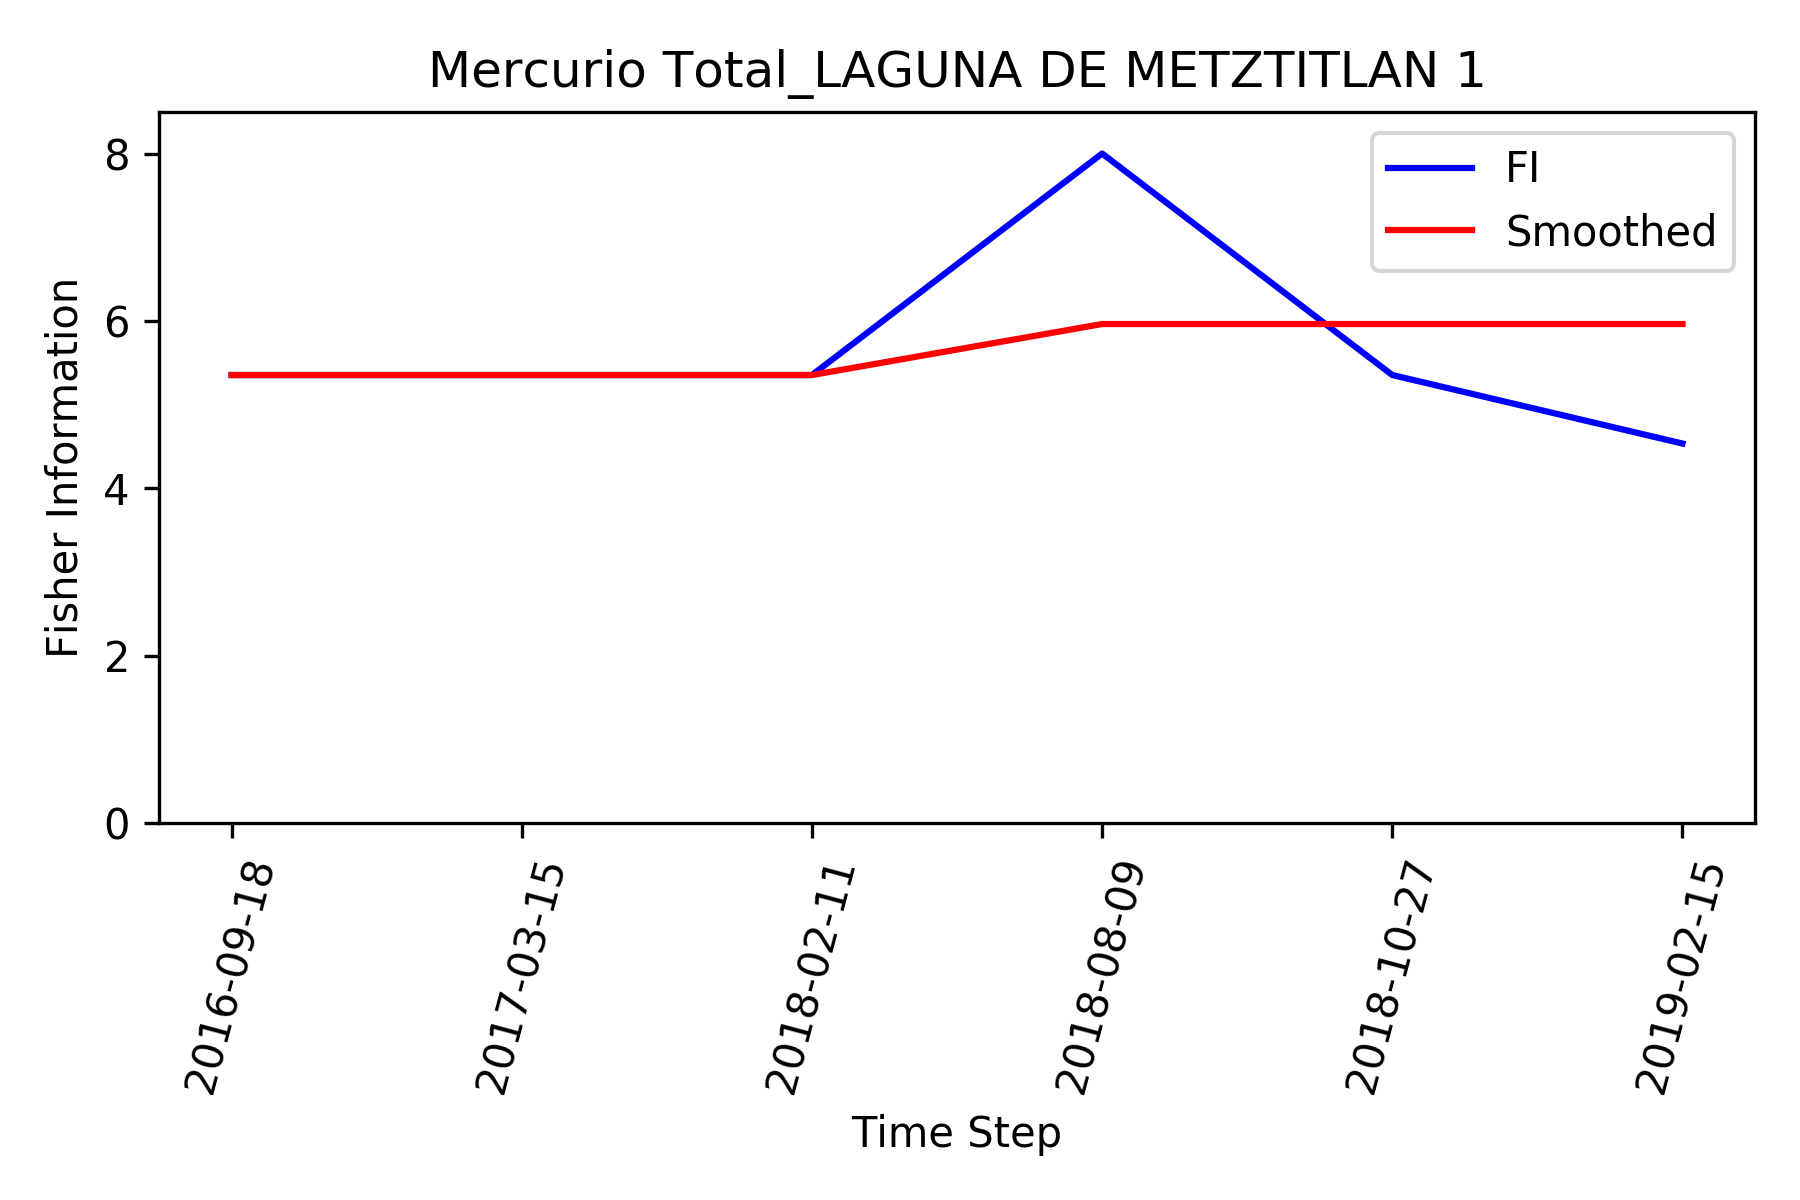 Mercurio Total_LAGUNA DE METZTITLAN 1
FI
Smoothed
Fisher Information
8
6
4
2
0
2016-09-18
2017-03-15
2018-02-11
2018-08-09
2018-10-27
2019-02-15
Time Step